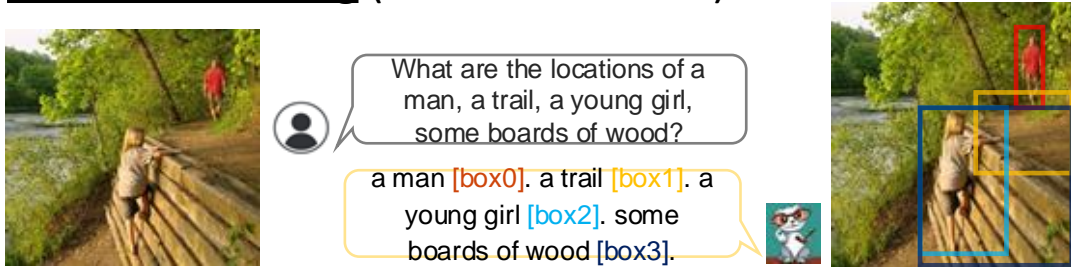 What are the locations of a
man, a trail, a young girl,
some boards of wood?
a man [box0]. a trail [box1]. a
young girl [box2]. some
boards of wood [box3].